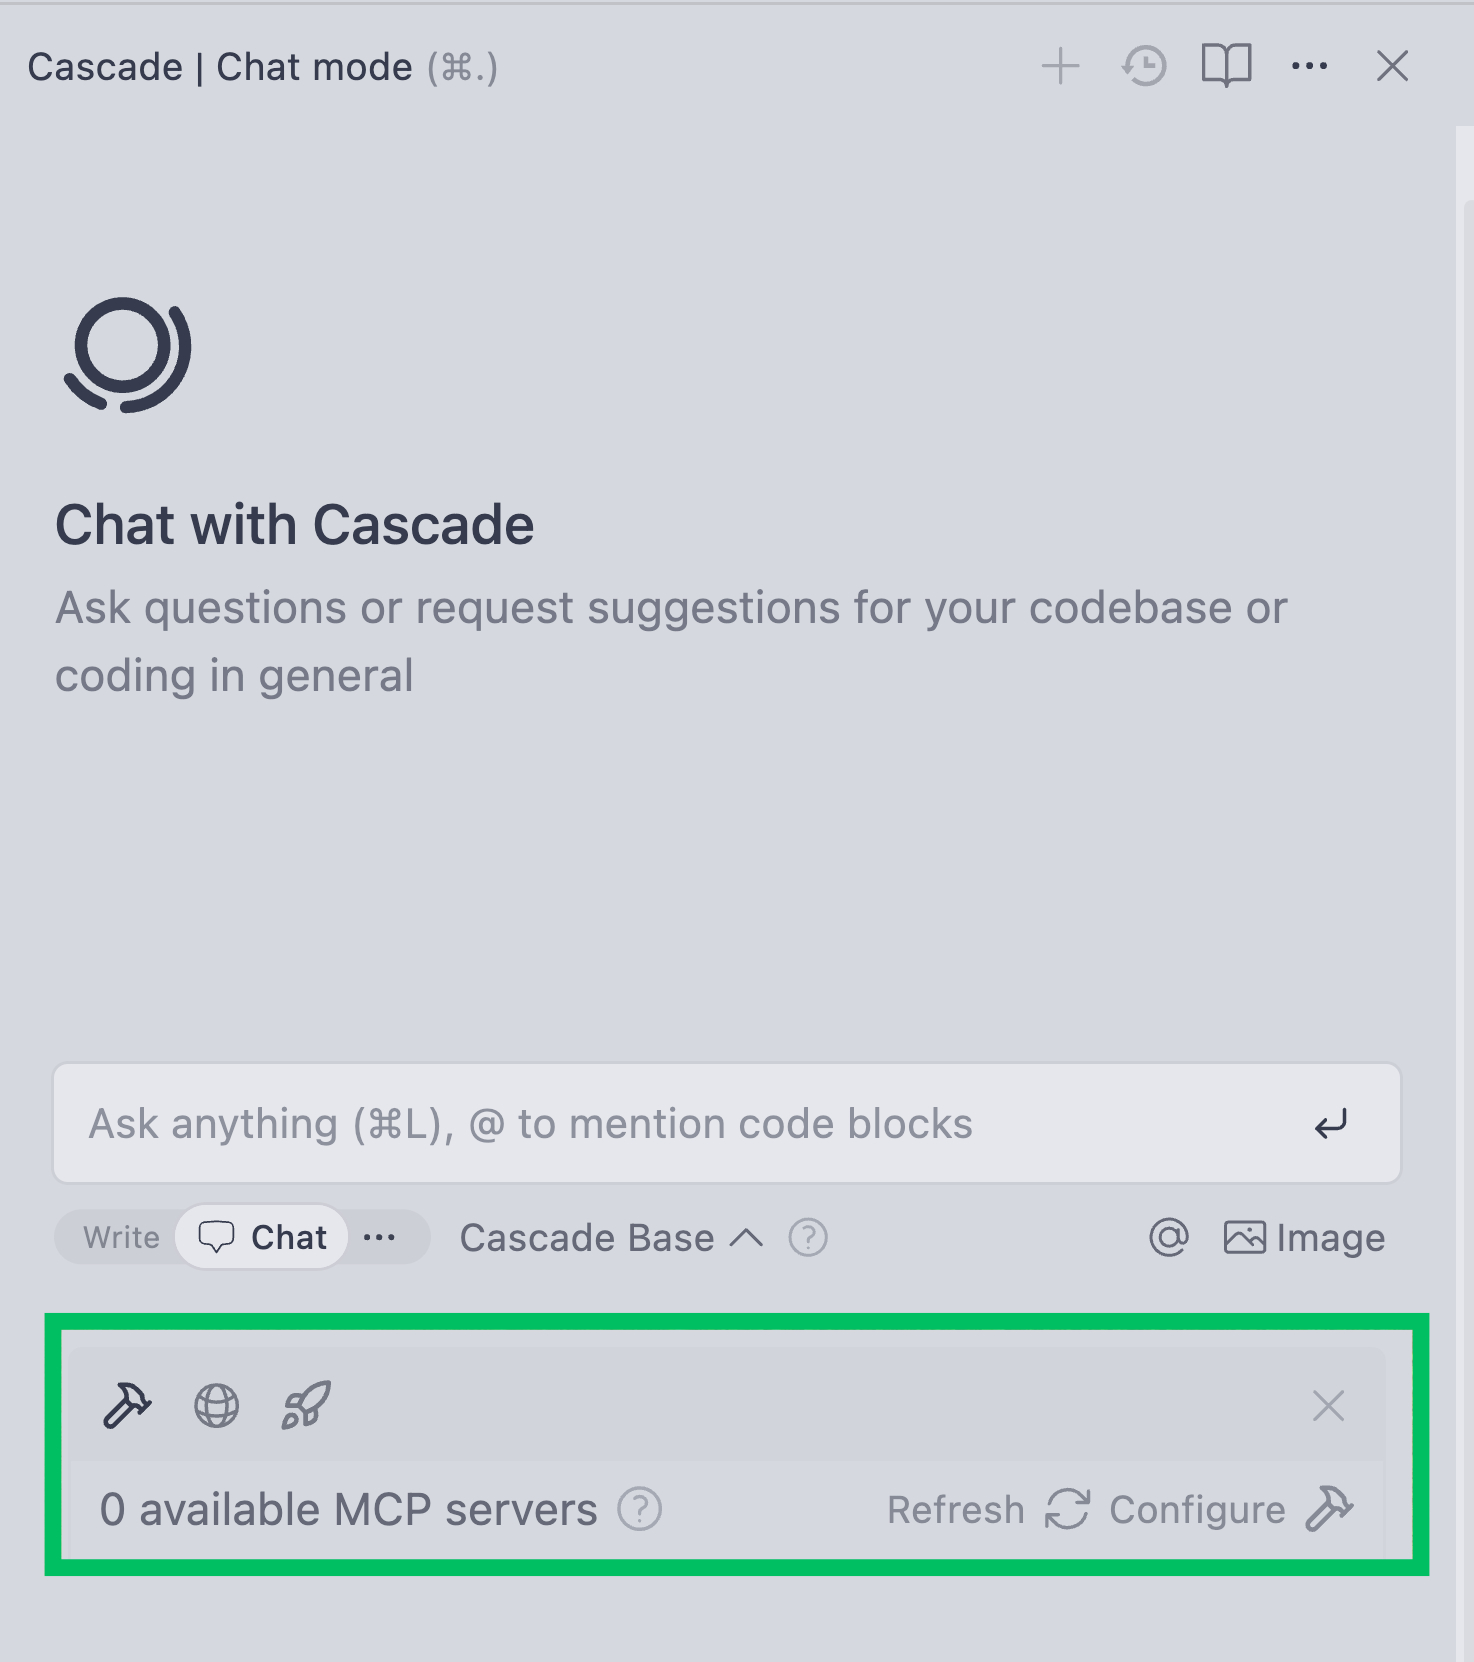 Cascade | Chat mode (⌘.)
Chat with Cascade
Ask questions or request suggestions for your codebase or
coding in general
Ask anything (⌘L), @ to mention code blocks
Write Chat ··· Cascade Base ? @ Image
0 available MCP servers ? Refresh Configure